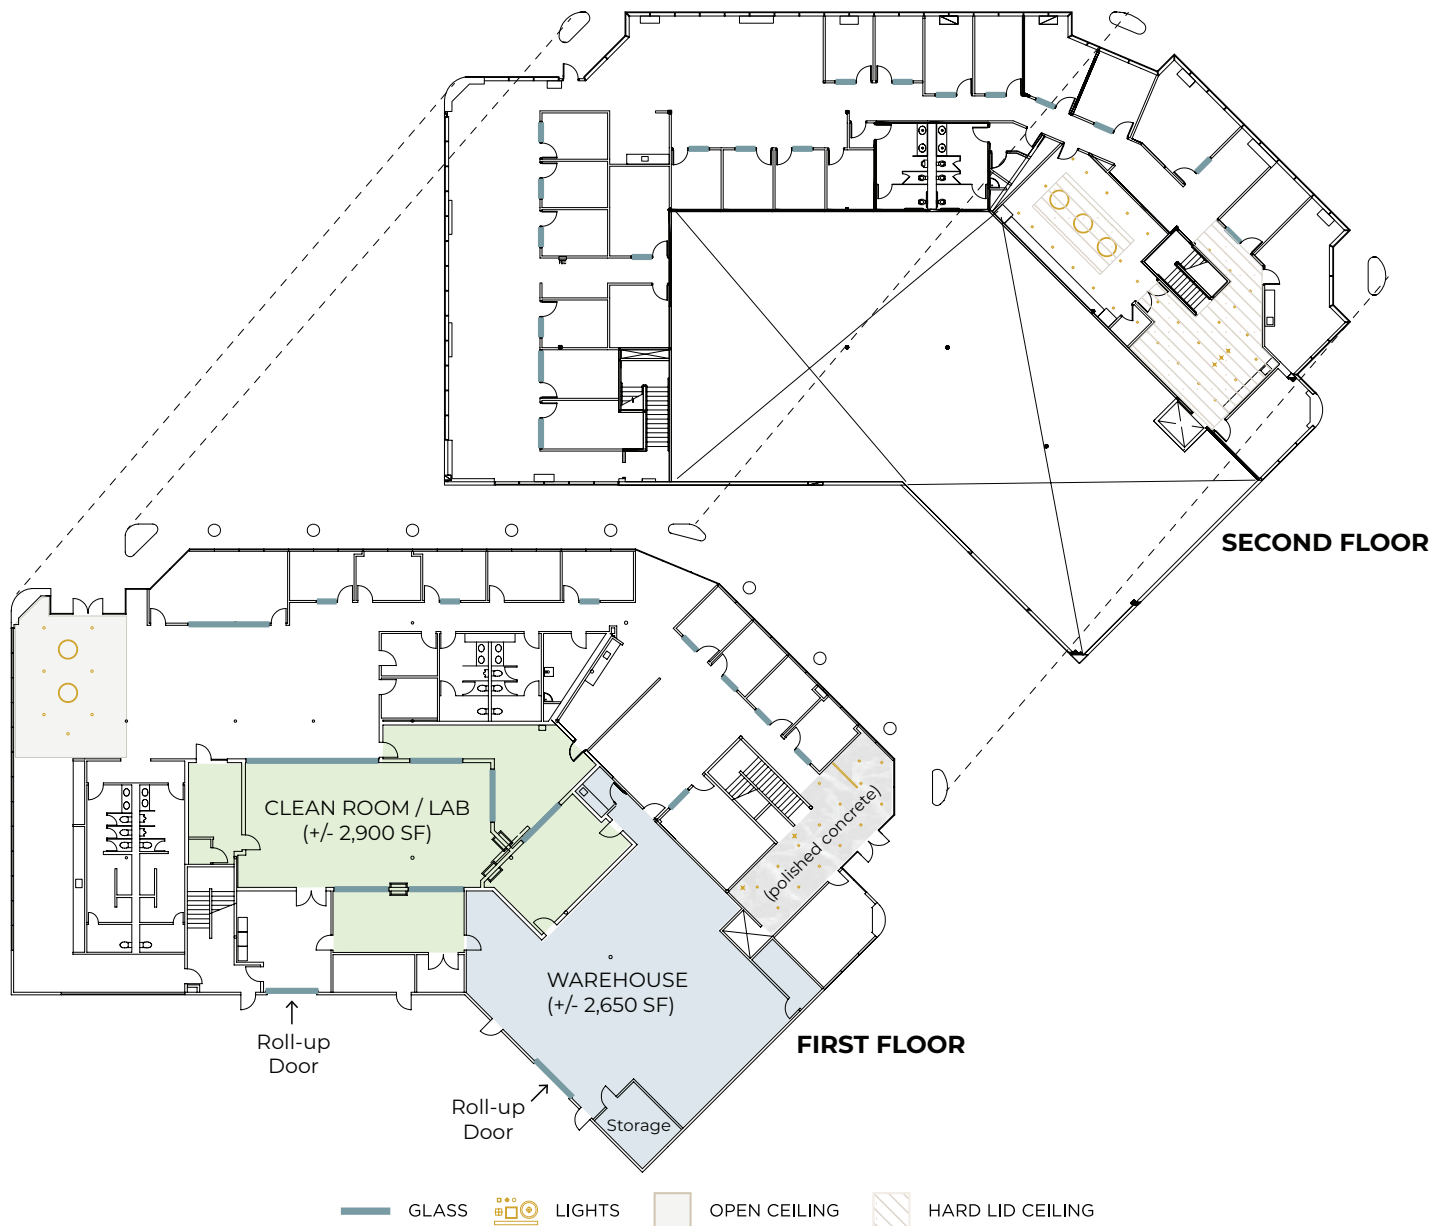 SECOND FLOOR
CLEAN ROOM / LAB
(+/- 2,900 SF)
(polished concrete)
WAREHOUSE
(+/- 2,650 SF)
FIRST FLOOR
Roll-up
Door
Roll-up
Door
Storage
GLASS
LIGHTS
OPEN CEILING
HARD LID CEILING